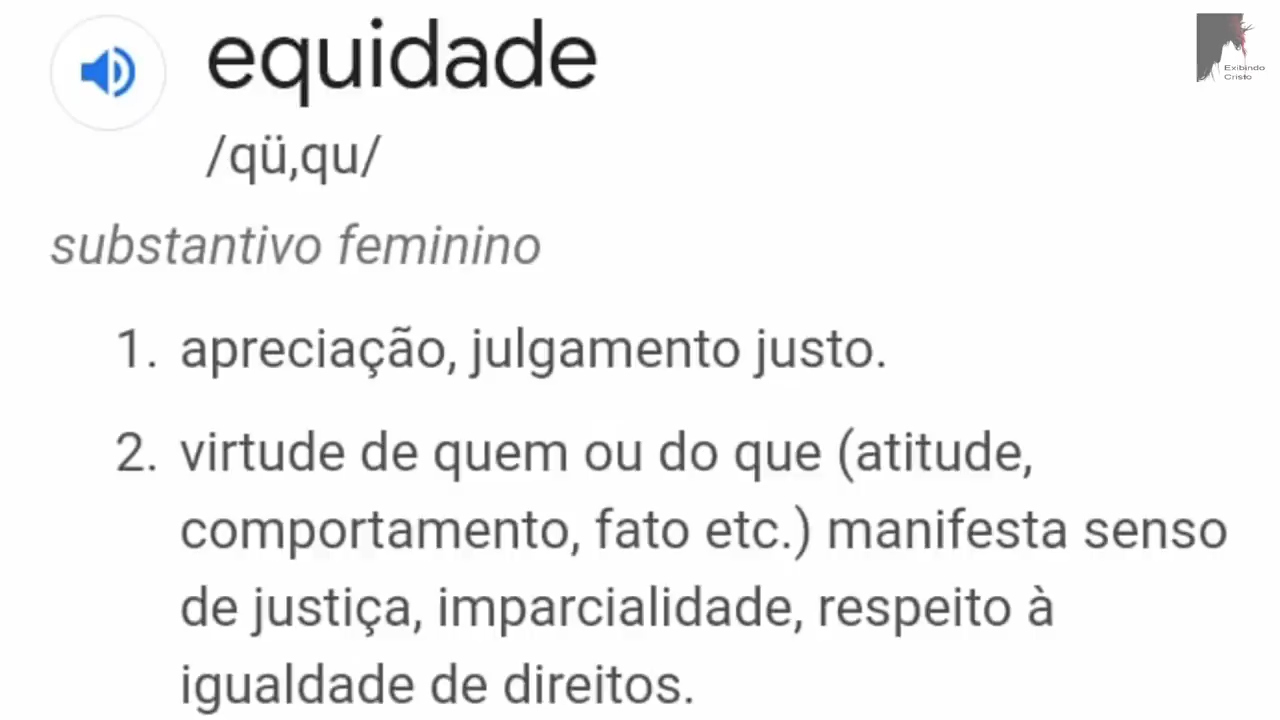 equidade
Exibindo
Cristo
/qü,qu/
substantivo feminino
1. apreciação, julgamento justo.
2. virtude de quem ou do que (atitude,
comportamento, fato etc.) manifesta senso
de justiça, imparcialidade, respeito à
igualdade de direitos.